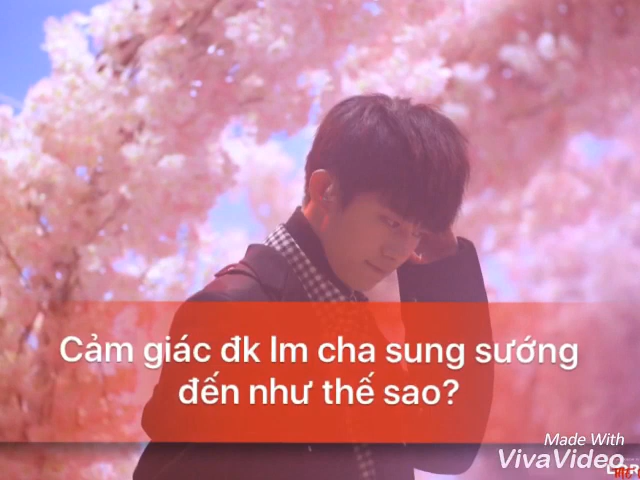 Cảm giác đk lm cha sung sướng
đến như thế sao?
Made With
VivaVideo